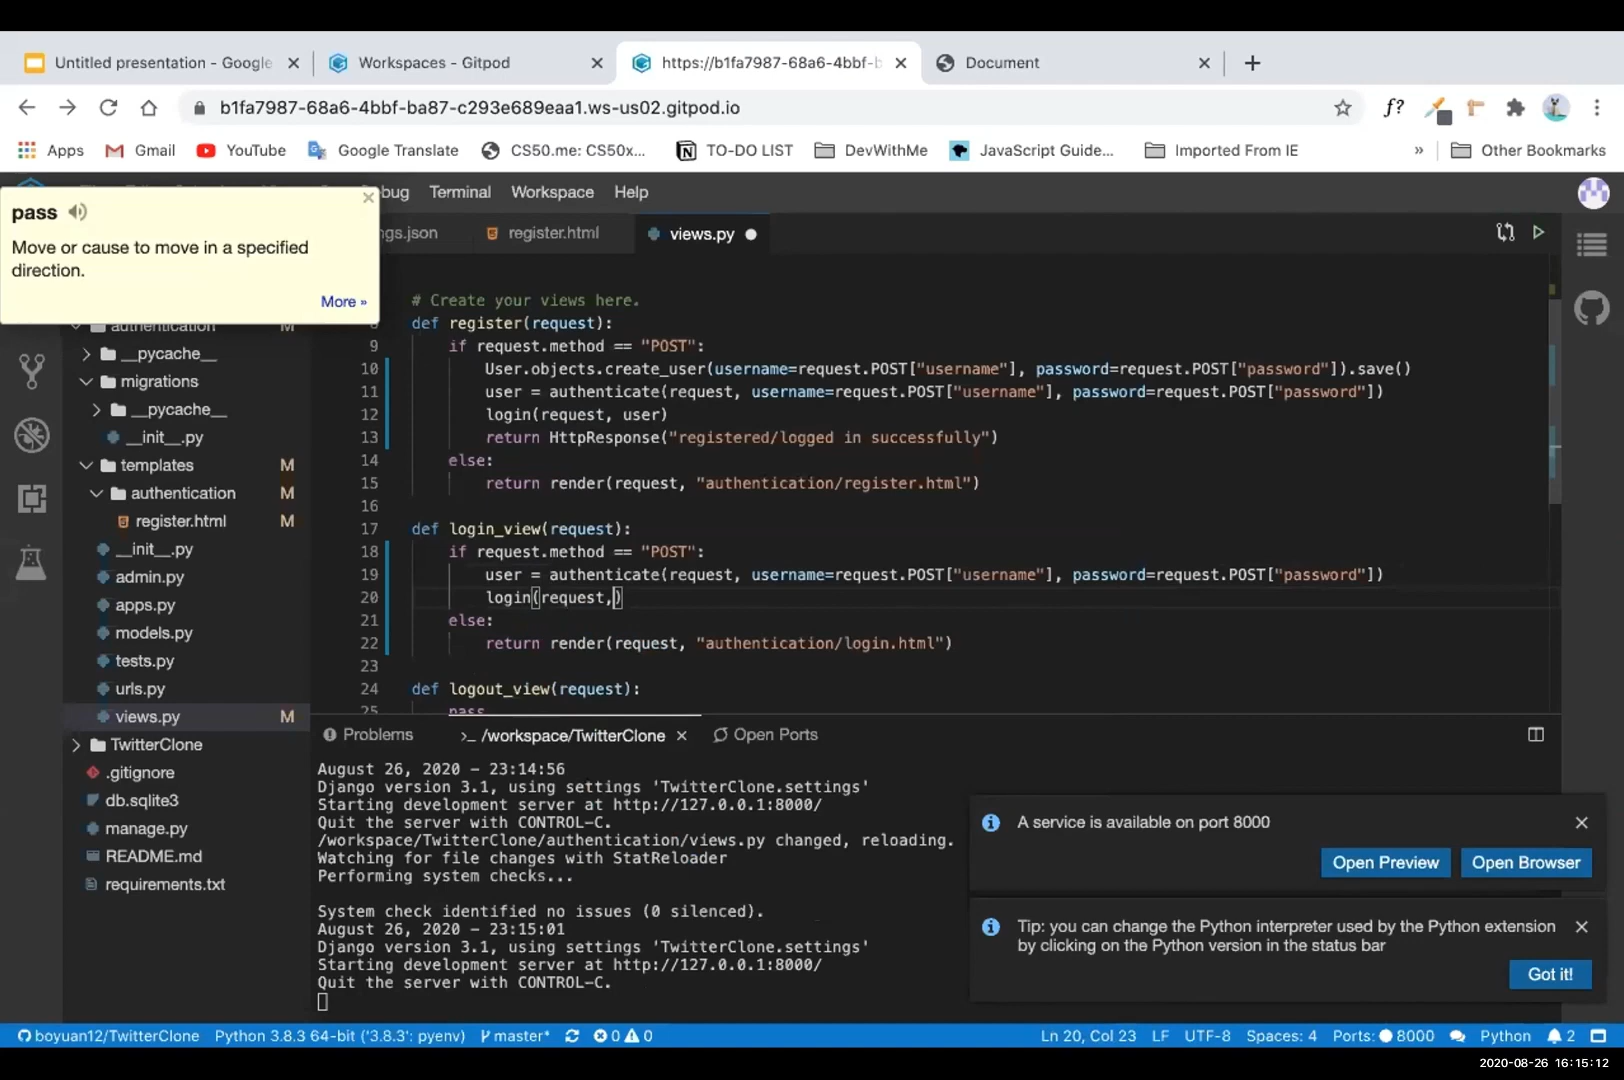 Untitled presentation - Google
Workspaces - Gitpod
https://b1fa7987-68a6-4bbf-b
Document
b1fa7987-68a6-4bbf-ba87-c293e689eaa1.ws-us02.gitpod.io
f?
Apps
Gmail
YouTube
Google Translate
CS50.me: CS50x...
TO-DO LIST
DevWithMe
JavaScript Guide...
Imported From IE
»
Other Bookmarks
bug
Terminal
Workspace
Help
pass
Move or cause to move in a specified
direction.
More »
ngs.json
register.html
views.py
authentication M
__pycache__
migrations
__pycache__
__init__.py
templates M
authentication M
register.html M
__init__.py
admin.py
apps.py
models.py
tests.py
urls.py
views.py M
TwitterClone
.gitignore
db.sqlite3
manage.py
README.md
requirements.txt
# Create your views here.
8 def register(request):
9 if request.method == "POST":
10 User.objects.create_user(username=request.POST["username"], password=request.POST["password"]).save()
11 user = authenticate(request, username=request.POST["username"], password=request.POST["password"])
12 login(request, user)
13 return HttpResponse("registered/logged in successfully")
14 else:
15 return render(request, "authentication/register.html")
16
17 def login_view(request):
18 if request.method == "POST":
19 user = authenticate(request, username=request.POST["username"], password=request.POST["password"])
20 login(request,)
21 else:
22 return render(request, "authentication/login.html")
23
24 def logout_view(request):
25 pass
Problems
>_ /workspace/TwitterClone
Open Ports
August 26, 2020 - 23:14:56
Django version 3.1, using settings 'TwitterClone.settings'
Starting development server at http://127.0.0.1:8000/
Quit the server with CONTROL-C.
/workspace/TwitterClone/authentication/views.py changed, reloading.
Watching for file changes with StatReloader
Performing system checks...
System check identified no issues (0 silenced).
August 26, 2020 - 23:15:01
Django version 3.1, using settings 'TwitterClone.settings'
Starting development server at http://127.0.0.1:8000/
Quit the server with CONTROL-C.
A service is available on port 8000
Open Preview
Open Browser
Tip: you can change the Python interpreter used by the Python extension
by clicking on the Python version in the status bar
Got it!
boyuan12/TwitterClone
Python 3.8.3 64-bit ('3.8.3': pyenv)
master*
0
0
Ln 20, Col 23
LF
UTF-8
Spaces: 4
Ports: 8000
Python
2
2020-08-26 16:15:12